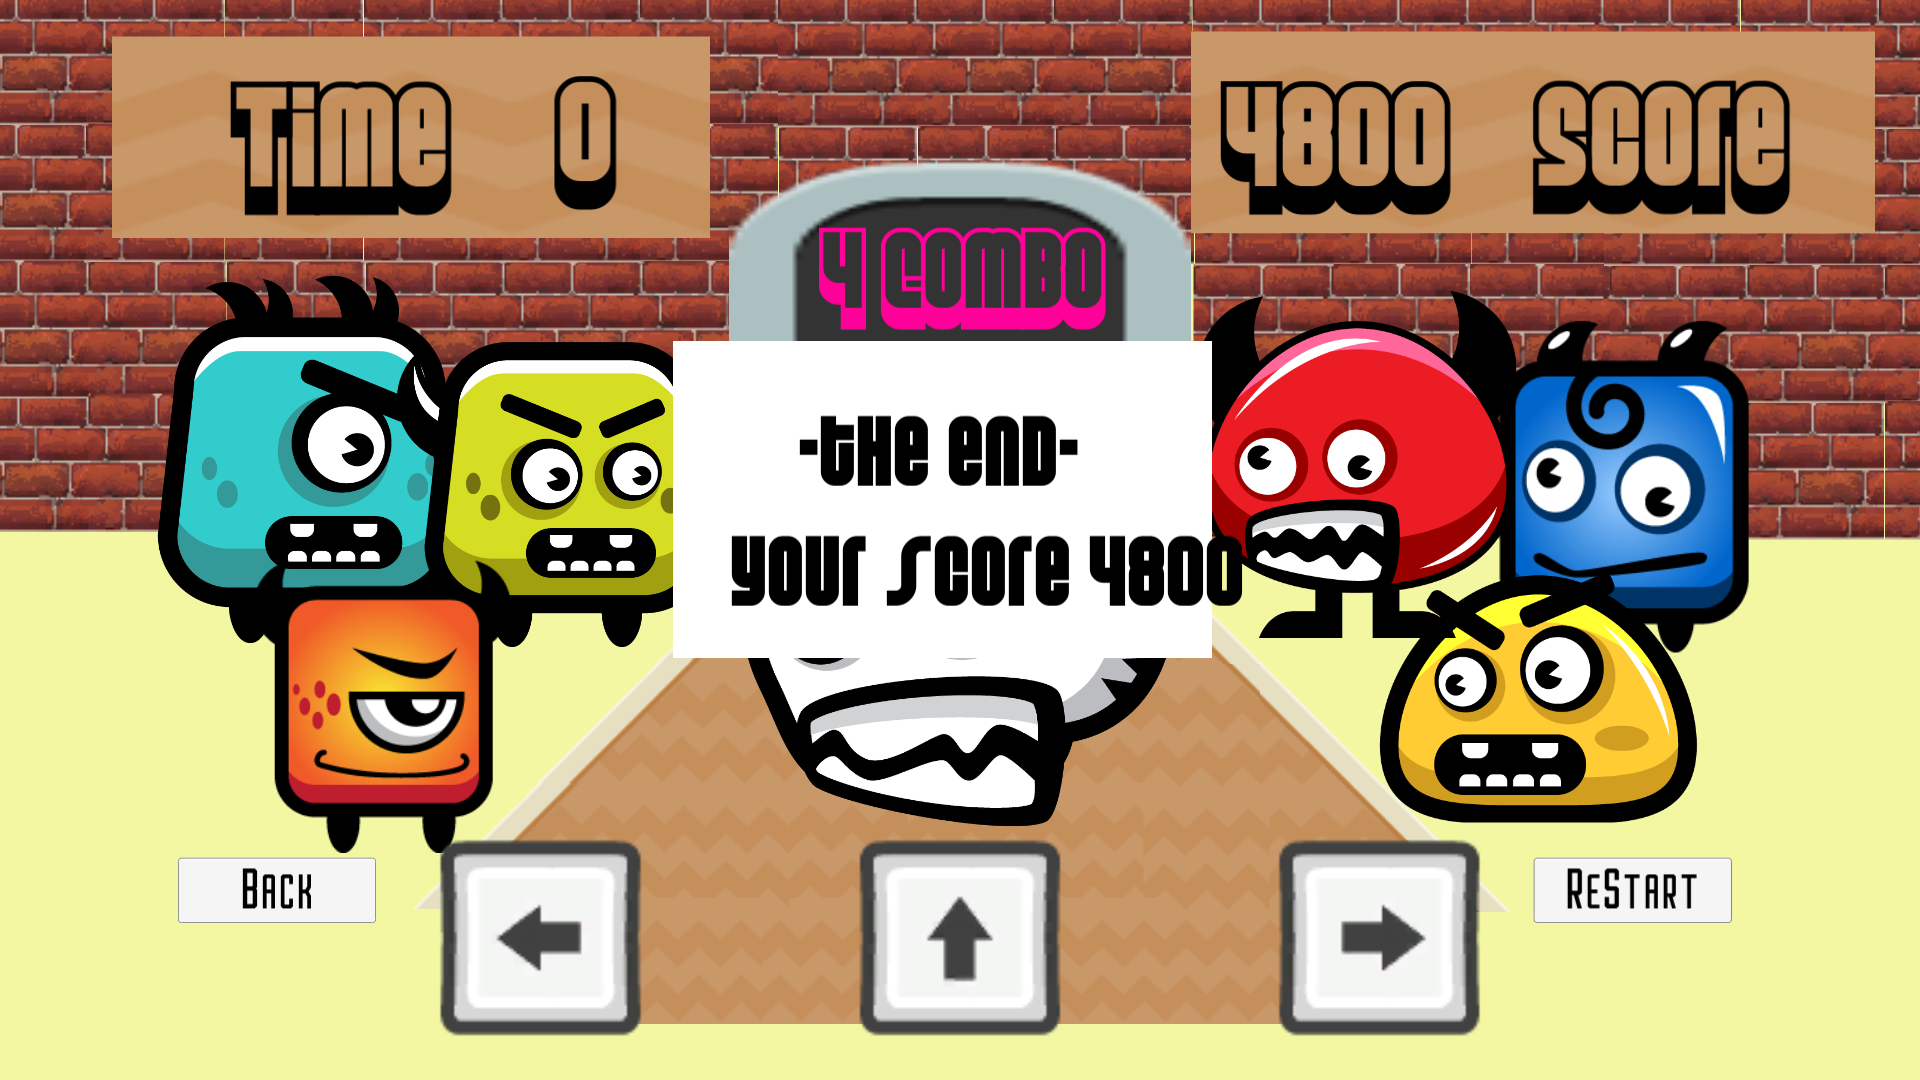 Time 0
4800 Score
4 COMBO
-THE END-
your Score 4800
BACK
ReStart